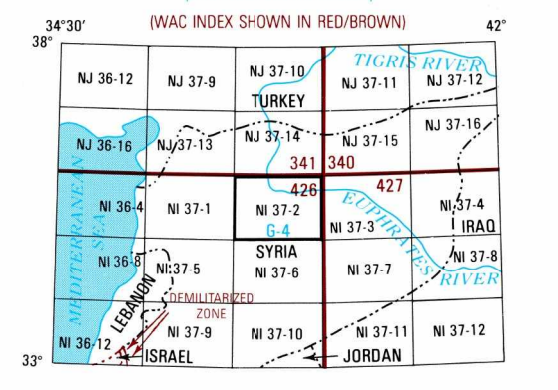 34°30'
(WAC INDEX SHOWN IN RED/BROWN)
42°
38°
NJ 36-12
NJ 37-9
NJ 37-10
NJ 37-11
NJ 37-12
TIGRIS RIVER
TURKEY
NJ 36-16
NJ 37-13
NJ 37-14
NJ 37-15
NJ 37-16
341
340
426
427
MEDITERRANEAN
SEA
NI 36-4
NI 37-1
NI 37-2
G-4
NI 37-3
NI 37-4
EUPHRATES
RIVER
IRAQ
SYRIA
NI 36-8
NI 37-5
NI 37-6
NI 37-7
NI 37-8
LEBANON
DEMILITARIZED
ZONE
NI 36-12
NI 37-9
NI 37-10
NI 37-11
NI 37-12
33°
ISRAEL
JORDAN